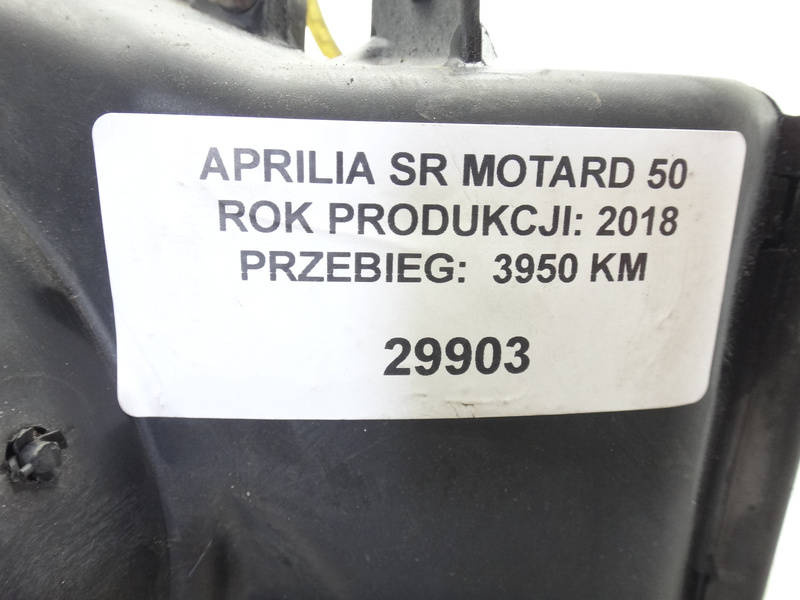 APRILIA SR MOTARD 50
ROK PRODUKCJI: 2018
PRZEBIEG: 3950 KM
29903